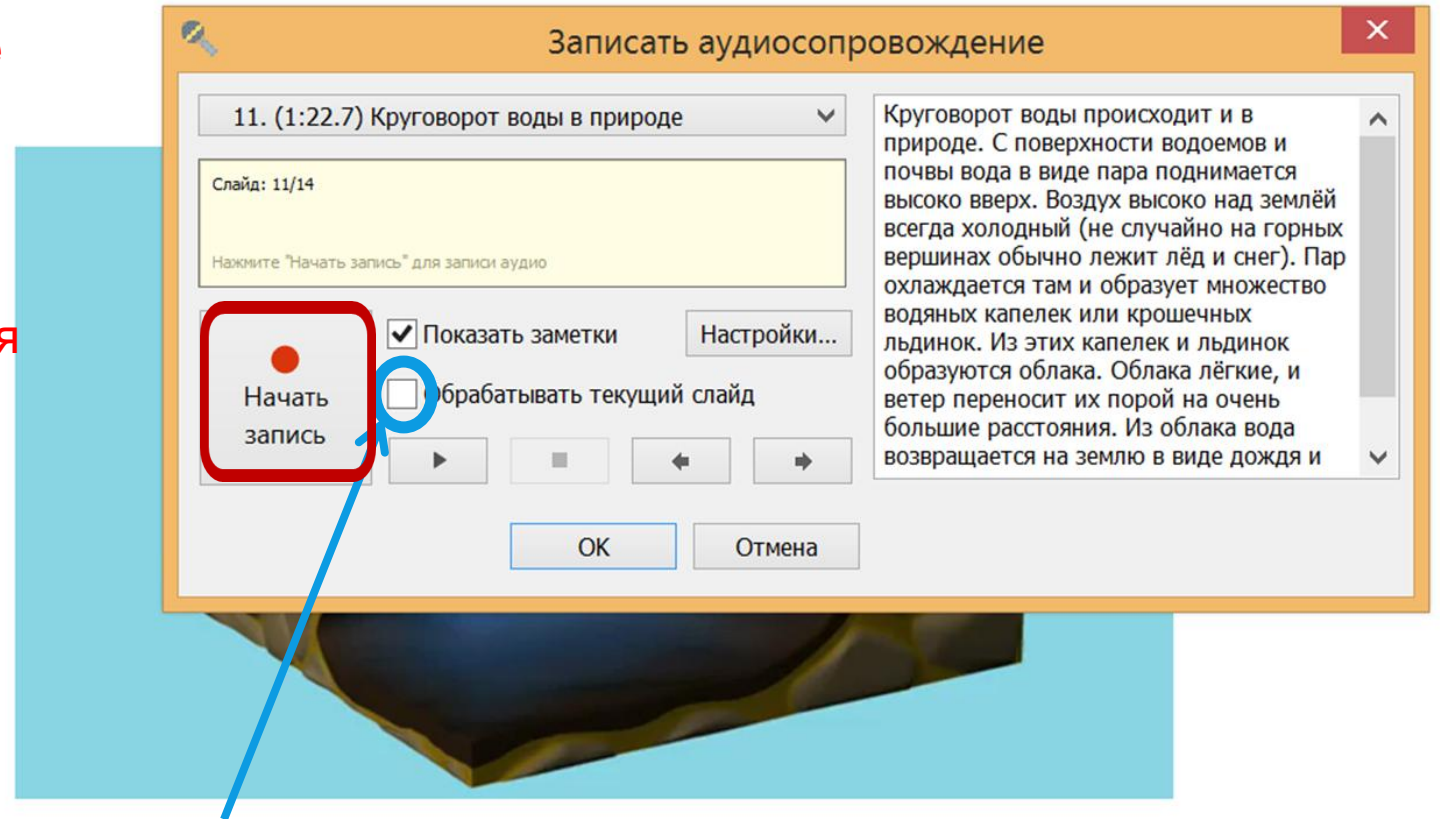 Записать аудиосопровождение
11. (1:22.7) Круговорот воды в природе
Слайд: 11/14
Нажмите "Начать запись" для записи аудио
Начать
запись
Показать заметки
Настройки...
Обрабатывать текущий слайд
OK
Отмена
Круговорот воды происходит и в
природе. С поверхности водоемов и
почвы вода в виде пара поднимается
высоко вверх. Воздух высоко над землёй
всегда холодный (не случайно на горных
вершинах обычно лежит лёд и снег). Пар
охлаждается там и образует множество
водяных капелек или крошечных
льдинок. Из этих капелек и льдинок
образуются облака. Облака лёгкие, и
ветер переносит их порой на очень
большие расстояния. Из облака вода
возвращается на землю в виде дождя и
я